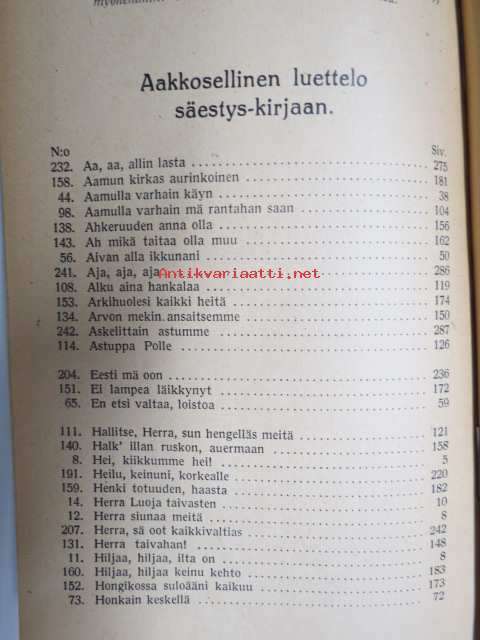 Aakkosellinen luettelo
säestys-kirjaan.
N:o Siv.
232. Aa, aa, allin lasta 275
158. Aamun kirkas aurinkoinen 181
44. Aamulla varhain käyn 38
98. Aamulla varhain mä rantahan saan 104
138. Ahkeruuden anna olla 156
143. Ah mikä taitaa olla muu 162
56. Aivan alla ikkunani 50
241. Aja, aja, aja 286
Antikvariaatti.net
108. Alku aina hankalaa 119
153. Arkihuolesi kaikki heitä 174
134. Arvon mekin ansaitsemme 150
242. Askelittain astumme 287
114. Astuppa Polle 126
204. Eesti mä oon 236
151. Ei lampea läikkynyt 172
65. En etsi valtaa, loistoa 59
111. Hallitse, Herra, sun hengelläs meitä 121
140. Halk' illan ruskon, auermaan 158
8. Hei, kiikkumme hei! 5
191. Heilu, keinuni, korkealle 220
159. Henki totuuden, haasta 182
14. Herra Luoja taivasten 10
12. Herra siunaa meitä 8
207. Herra, sä oot kaikkivaltias 242
131. Herra taivahan! 148
11. Hiljaa, hiljaa, ilta on 8
160. Hiljaa, hiljaa keinu kehto 183
152. Hongikossa suloääni kaikuu 173
73. Honkain keskellä 72